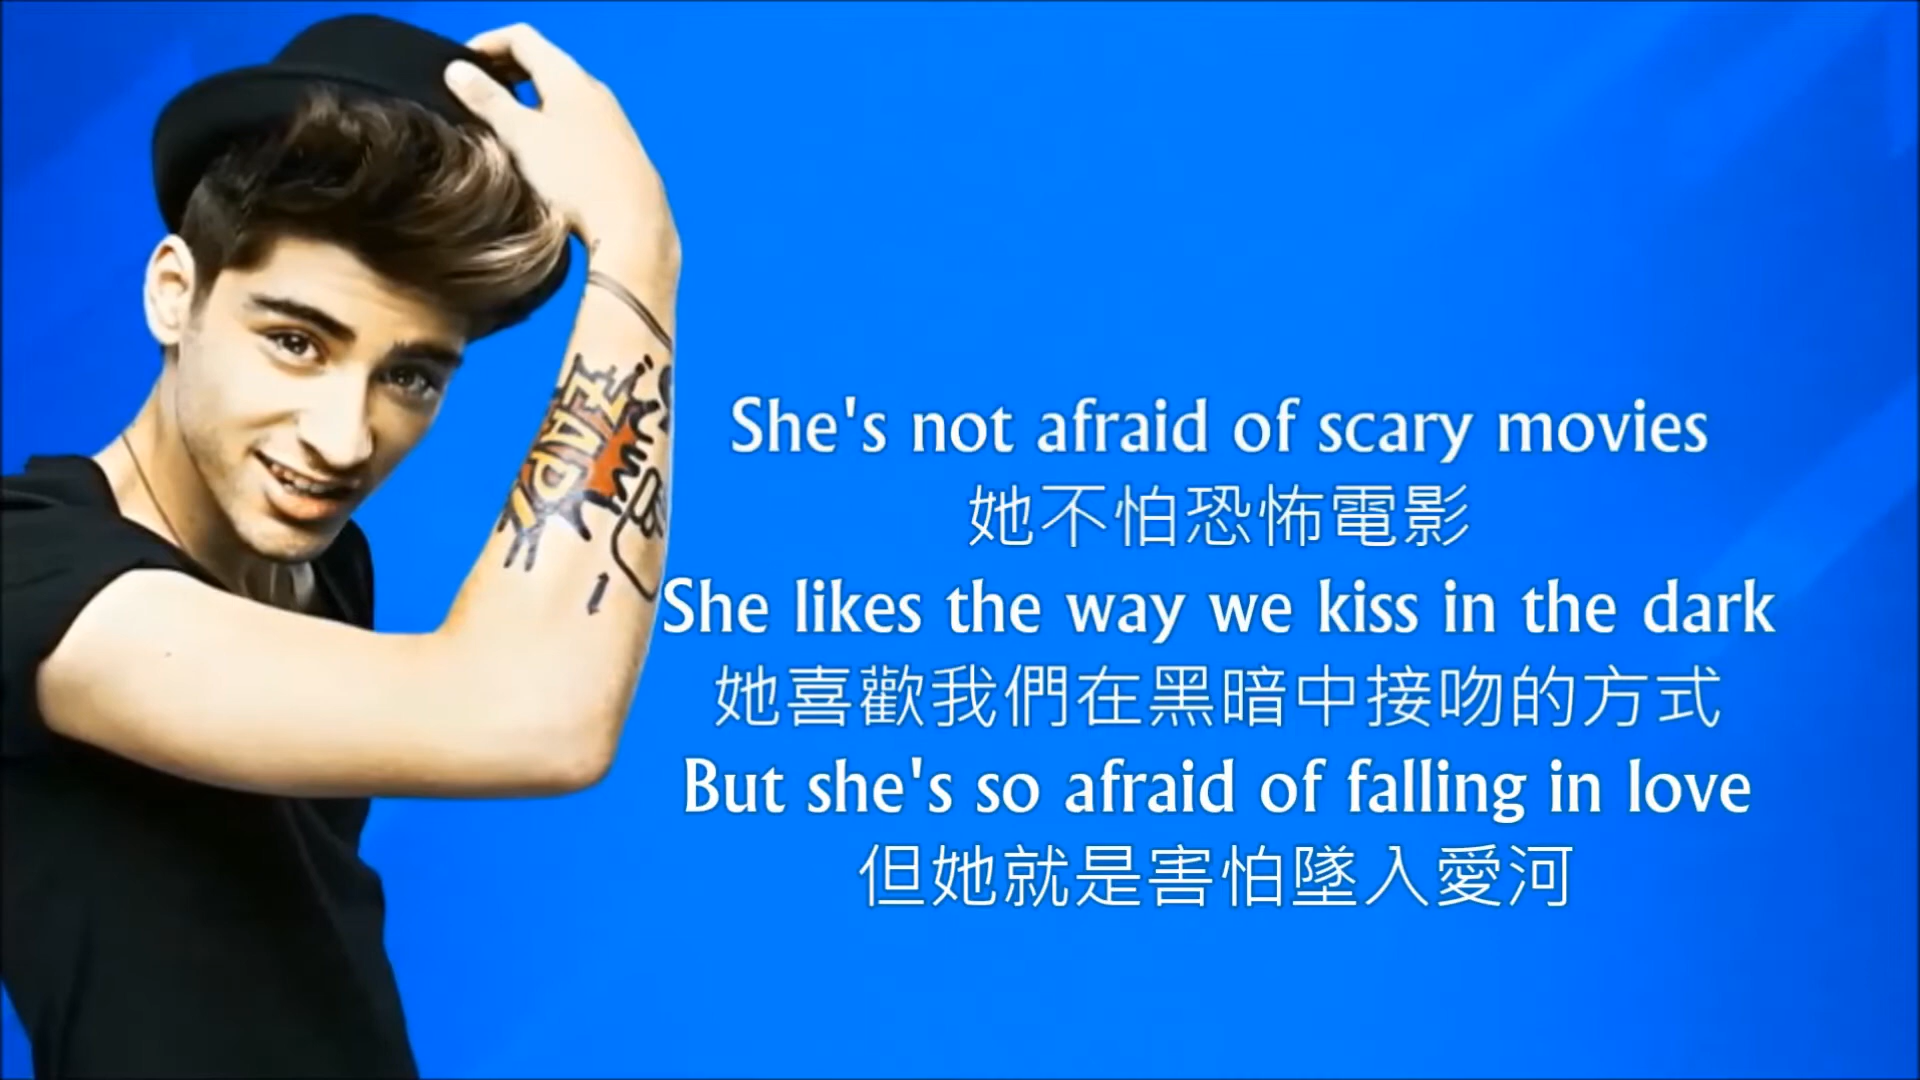 ZAP!
She's not afraid of scary movies
她不怕恐怖電影
She likes the way we kiss in the dark
她喜歡我們在黑暗中接吻的方式
But she's so afraid of falling in love
但她就是害怕墜入愛河